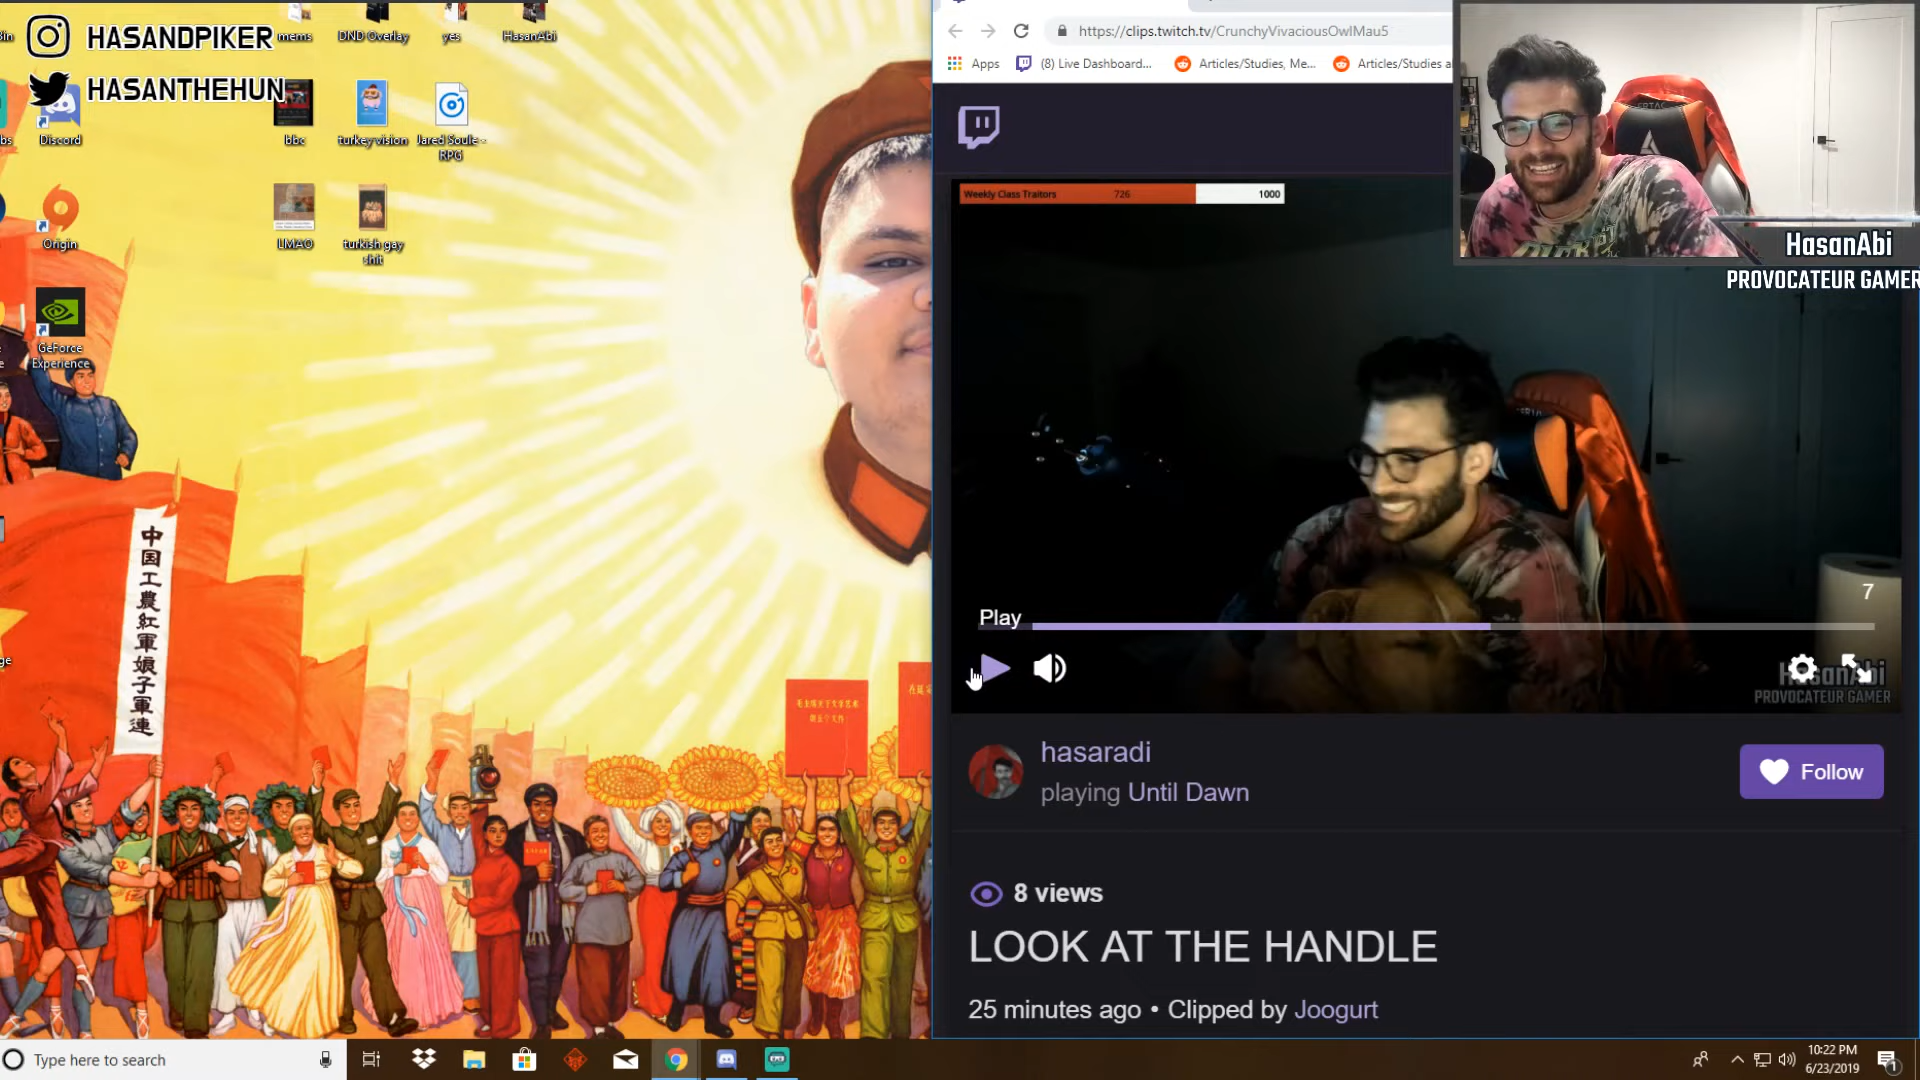 HASANDPIKER
HASANTHEHUN
mems
DND Overlay
yes
HasanAbi
Discord
bbc
turkey vision
Jared Soule - RPG
Origin
LMAO
turkish gay shit
GeForce Experience
中国工農紅軍娘子軍連
https://clips.twitch.tv/CrunchyVivaciousOwlMau5
Apps
(8) Live Dashboard...
Articles/Studies, Me...
Articles/Studies a
HasanAbi
PROVOCATEUR GAMER
Weekly Class Traitors
726
1000
7
Play
HasanAbi
PROVOCATEUR GAMER
hasaradi
playing Until Dawn
Follow
8 views
LOOK AT THE HANDLE
25 minutes ago • Clipped by Joogurt
Type here to search
10:22 PM
6/23/2019
1